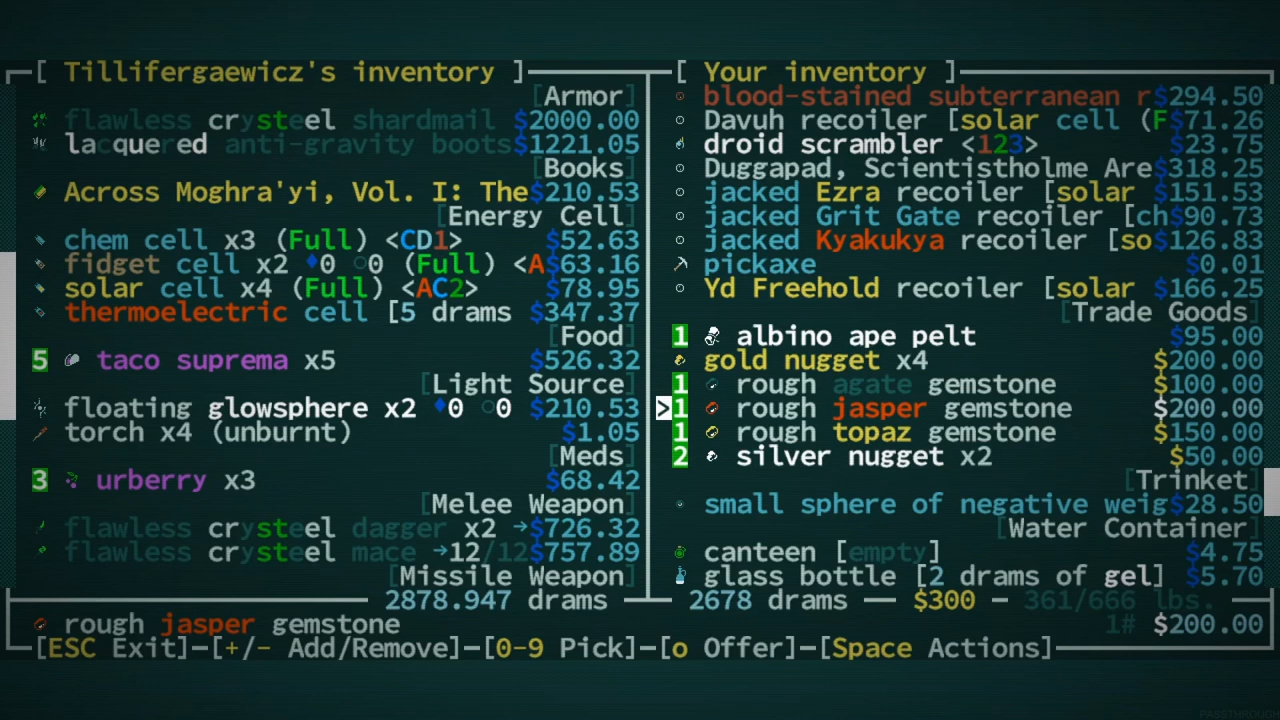 [ Tillifergaewicz's inventory ]
[Armor]
flawless crysteel shardmail $2000.00
lacquered anti-gravity boots $1221.05
[Books]
Across Moghra'yi, Vol. I: The $210.53
[Energy Cell]
chem cell x3 (Full) <CD1> $52.63
fidget cell x2 ♦0 ○0 (Full) <A $63.16
solar cell x4 (Full) <AC2> $78.95
thermoelectric cell [5 drams $347.37
[Food]
5 taco suprema x5 $526.32
[Light Source]
floating glowsphere x2 ♦0 ○0 $210.53
torch x4 (unburnt) $1.05
[Meds]
3 urberry x3 $68.42
[Melee Weapon]
flawless crysteel dagger x2 → $726.32
flawless crysteel mace →12/12 $757.89
[Missile Weapon]
2878.947 drams
[ Your inventory ]
blood-stained subterranean r $294.50
Davuh recoiler [solar cell (F $71.26
droid scrambler <123> $23.75
Duggapad, Scientistholme Are $318.25
jacked Ezra recoiler [solar $151.53
jacked Grit Gate recoiler [ch $90.73
jacked Kyakukya recoiler [so $126.83
pickaxe $0.01
Yd Freehold recoiler [solar $166.25
[Trade Goods]
1 albino ape pelt $95.00
gold nugget x4 $200.00
1 rough agate gemstone $100.00
>1 rough jasper gemstone $200.00
1 rough topaz gemstone $150.00
2 silver nugget x2 $50.00
[Trinket]
small sphere of negative weig $28.50
[Water Container]
canteen [empty] $4.75
glass bottle [2 drams of gel] $5.70
2678 drams — $300 — 361/666 lbs.
rough jasper gemstone 1# $200.00
[ESC Exit]—[+/- Add/Remove]—[0-9 Pick]—[o Offer]—[Space Actions]